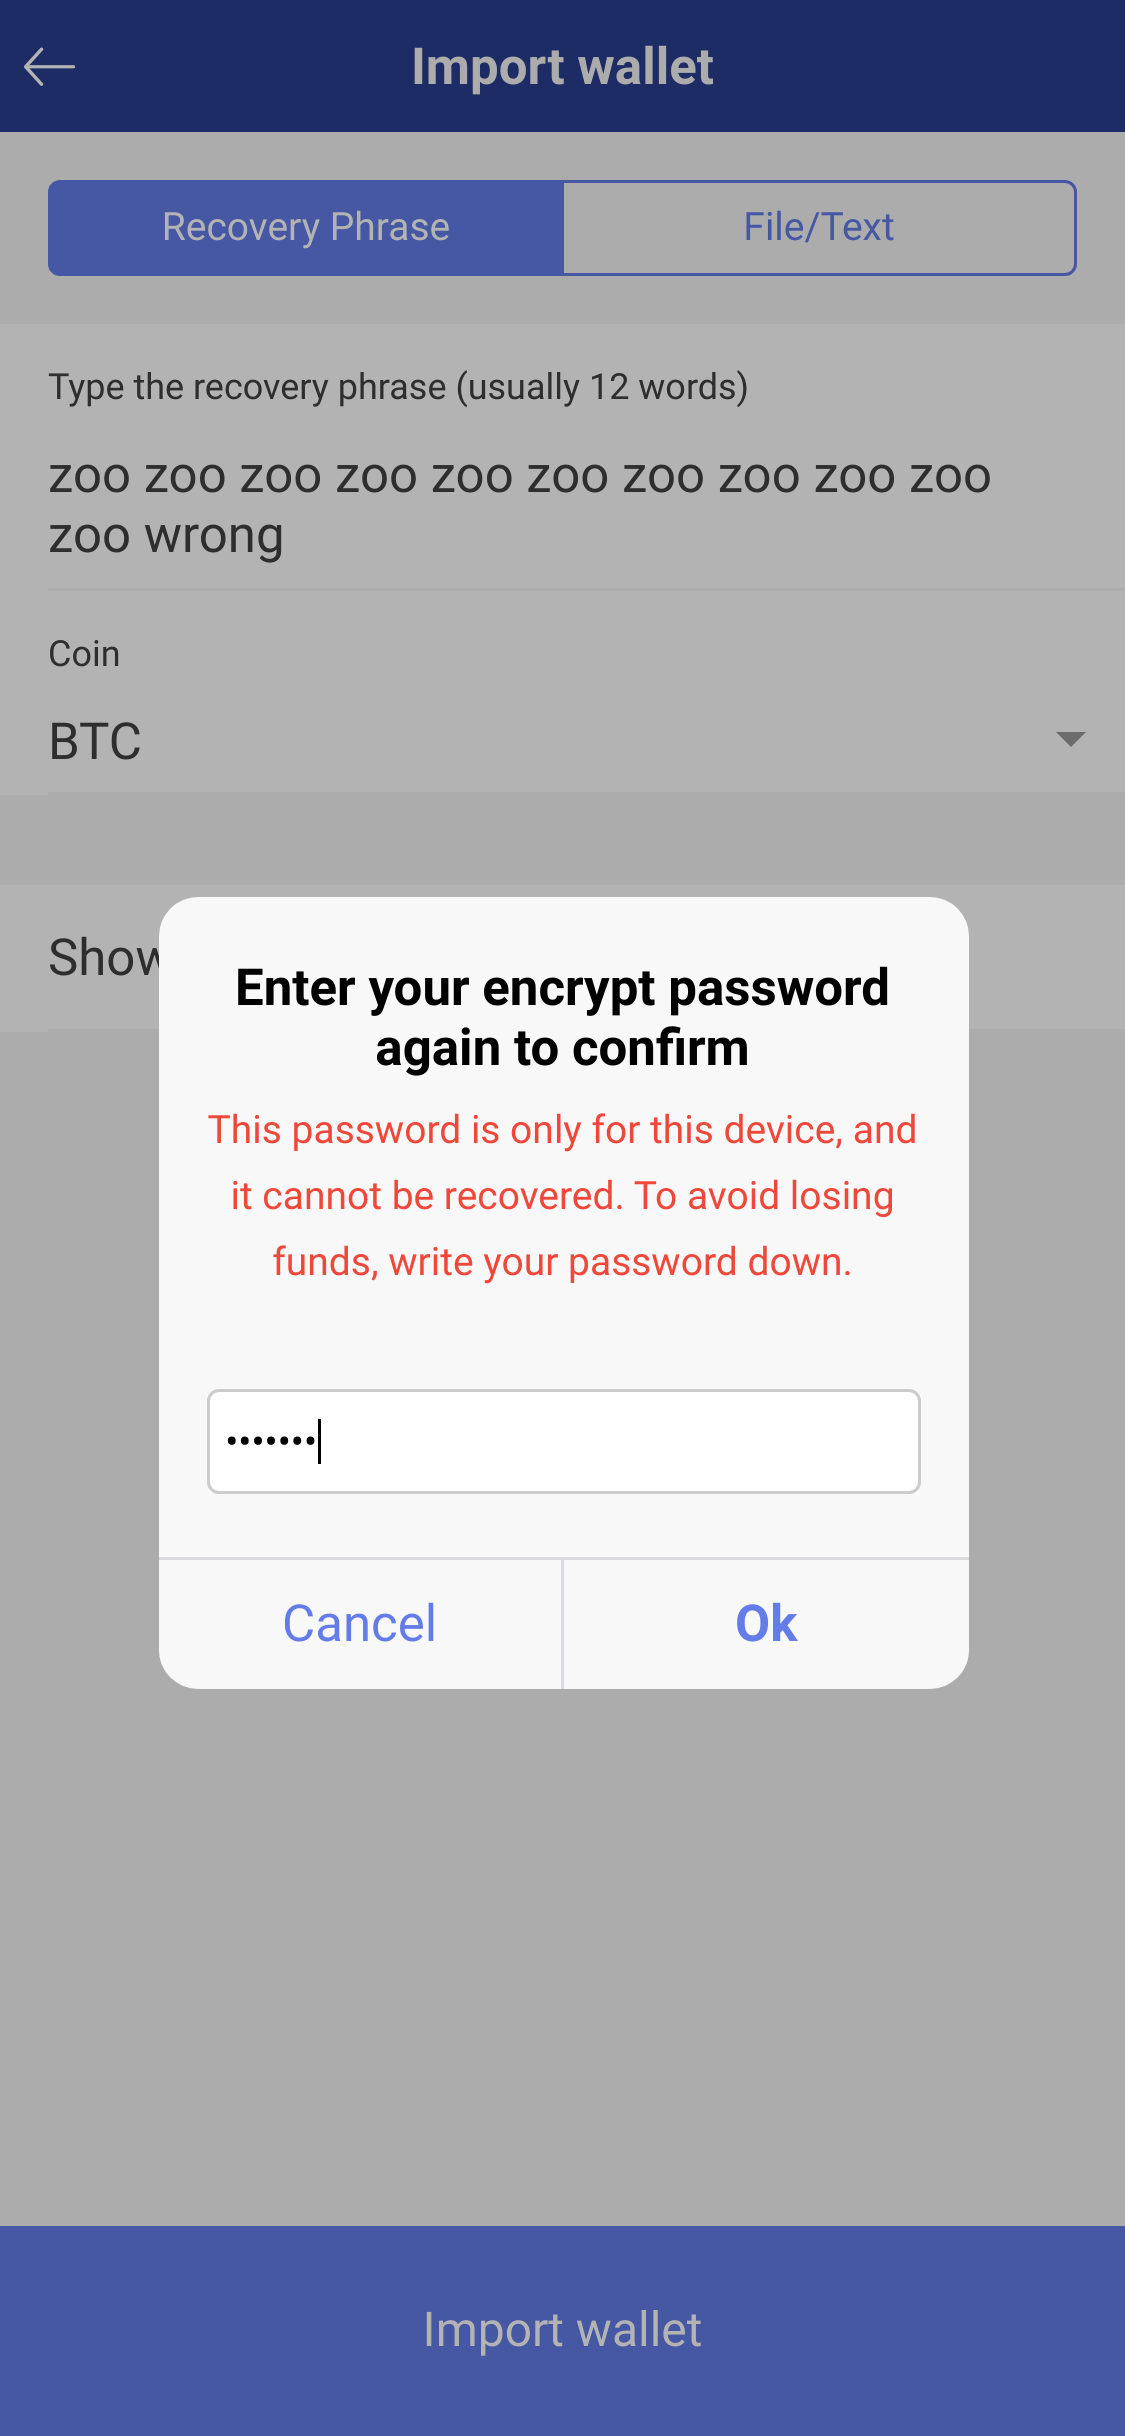 Import wallet
Recovery Phrase
File/Text
Type the recovery phrase (usually 12 words)
zoo zoo zoo zoo zoo zoo zoo zoo zoo zoo
zoo wrong
Coin
BTC
Show
Enter your encrypt password
again to confirm
This password is only for this device, and
it cannot be recovered. To avoid losing
funds, write your password down.
•••••••
Cancel
Ok
Import wallet